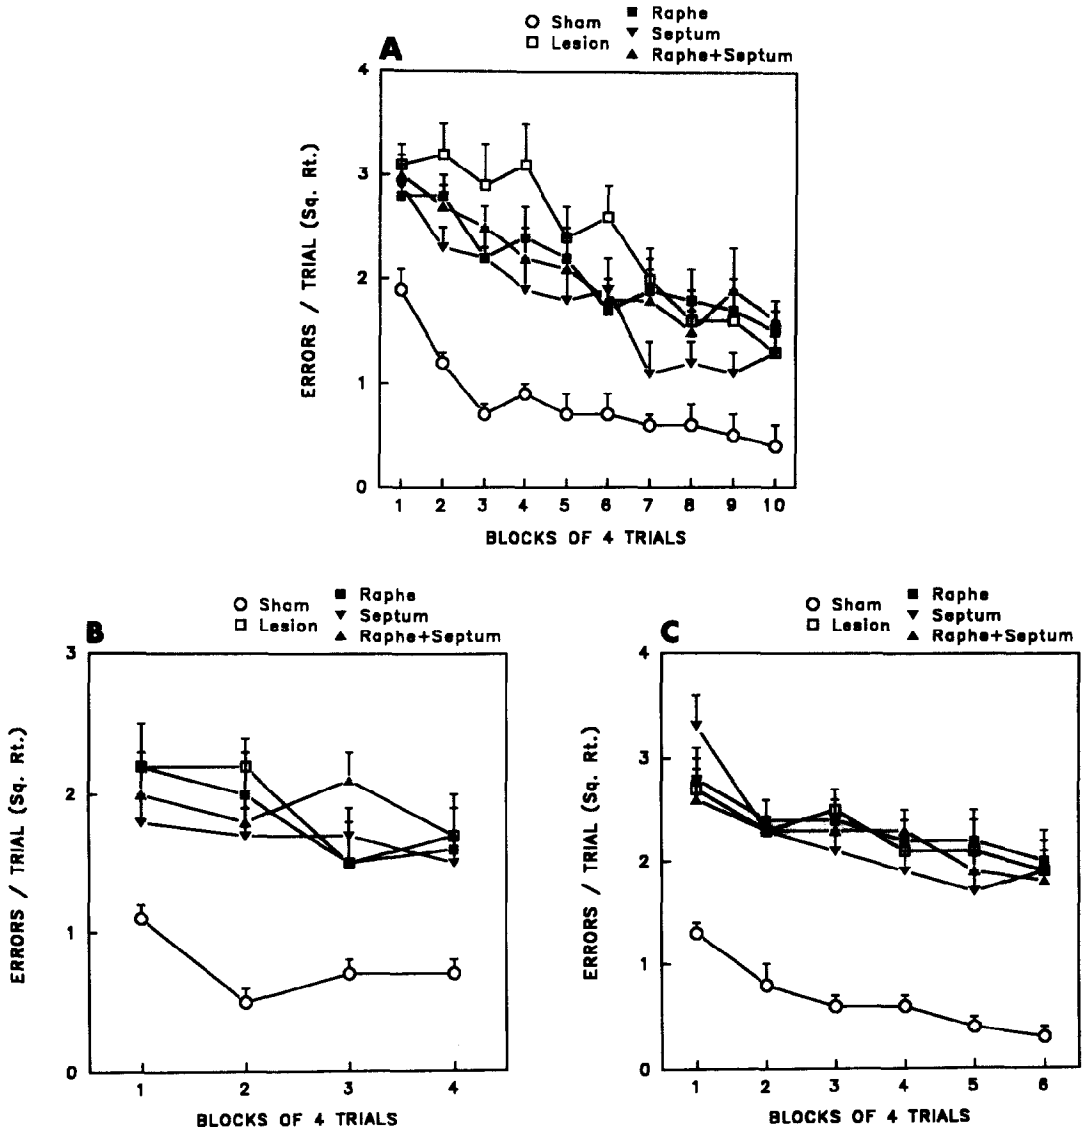 Sham
Lesion
Raphe
Septum
Raphe+Septum
A
4
3
2
1
0
ERRORS / TRIAL (Sq. Rt.)
1 2 3 4 5 6 7 8 9 10
BLOCKS OF 4 TRIALS
Sham
Lesion
Raphe
Septum
Raphe+Septum
B
3
2
1
0
ERRORS / TRIAL (Sq. Rt.)
1 2 3 4
BLOCKS OF 4 TRIALS
Sham
Lesion
Raphe
Septum
Raphe+Septum
C
4
3
2
1
0
ERRORS / TRIAL (Sq. Rt.)
1 2 3 4 5 6
BLOCKS OF 4 TRIALS